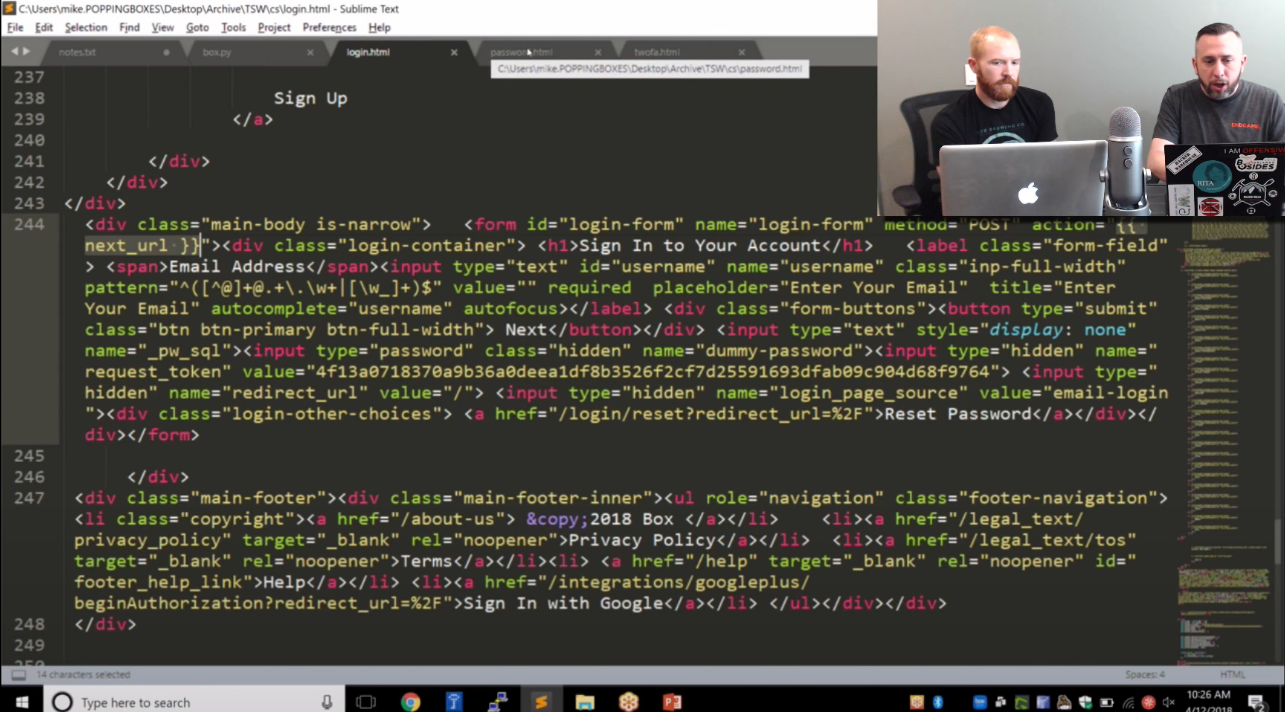 C:\Users\mike.POPPINGBOXES\Desktop\Archive\TSW\cs\login.html - Sublime Text
File Edit Selection Find View Goto Tools Project Preferences Help
notes.txt box.py login.html password.html twofa.html
C:\Users\mike.POPPINGBOXES\Desktop\Archive\TSW\cs\password.html
237
238 Sign Up
239 </a>
240
241 </div>
242 </div>
243 </div>
244 <div class="main-body is-narrow"> <form id="login-form" name="login-form" method="POST" action="{{
next_url }}"><div class="login-container"> <h1>Sign In to Your Account</h1> <label class="form-field"
> <span>Email Address</span><input type="text" id="username" name="username" class="inp-full-width"
pattern="^([^@]+@.+\.\w+|[\w_]+)$" value="" required placeholder="Enter Your Email" title="Enter
Your Email" autocomplete="username" autofocus></label> <div class="form-buttons"><button type="submit"
class="btn btn-primary btn-full-width"> Next</button></div> <input type="text" style="display: none"
name="_pw_sql"><input type="password" class="hidden" name="dummy-password"><input type="hidden" name="
request_token" value="4f13a0718370a9b36a0deea1df8b3526f2cf7d25591693dfab09c904d68f9764"> <input type="
hidden" name="redirect_url" value="/"> <input type="hidden" name="login_page_source" value="email-login
"><div class="login-other-choices"> <a href="/login/reset?redirect_url=%2F">Reset Password</a></div></
div></form>
245
246 </div>
247 <div class="main-footer"><div class="main-footer-inner"><ul role="navigation" class="footer-navigation">
<li class="copyright"><a href="/about-us"> &copy;2018 Box </a></li> <li><a href="/legal_text/
privacy_policy" target="_blank" rel="noopener">Privacy Policy</a></li> <li><a href="/legal_text/tos"
target="_blank" rel="noopener">Terms</a></li><li> <a href="/help" target="_blank" rel="noopener" id="
footer_help_link">Help</a></li> <li><a href="/integrations/googleplus/
beginAuthorization?redirect_url=%2F">Sign In with Google</a></li> </ul></div></div>
248 </div>
249
250
14 characters selected Spaces: 4 HTML
Type here to search
10:26 AM
4/12/2018
I AM OFFENSIVE
BSIDES
RITA